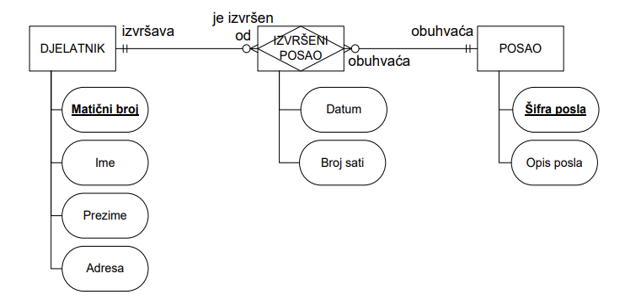 je izvršen
od
izvršava
obuhvaća
obuhvaća
DJELATNIK
IZVRŠENI
POSAO
POSAO
Matični broj
Datum
Šifra posla
Ime
Broj sati
Opis posla
Prezime
Adresa